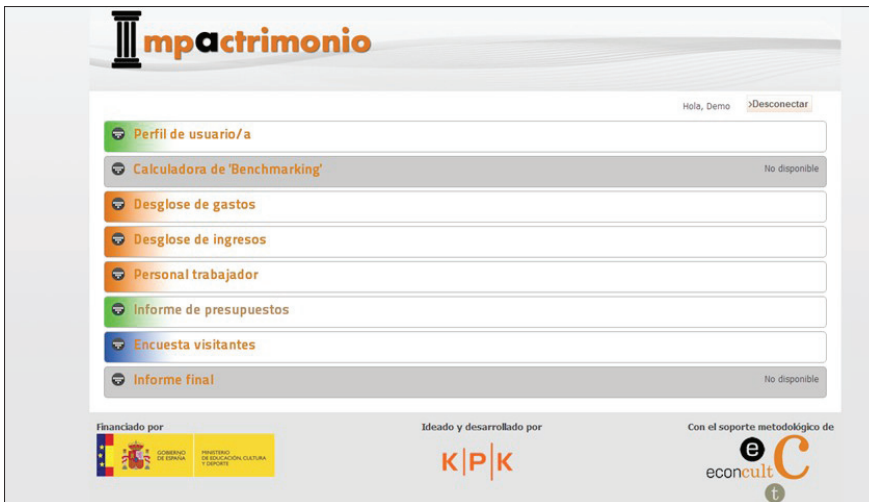 Impactrimonio
Hola, Demo >Desconectar
Perfil de usuario/a
Calculadora de 'Benchmarking' No disponible
Desglose de gastos
Desglose de ingresos
Personal trabajador
Informe de presupuestos
Encuesta visitantes
Informe final No disponible
Financiado por
GOBIERNO
DE ESPAÑA
MINISTERIO
DE EDUCACIÓN, CULTURA
Y DEPORTE
Ideado y desarrollado por
K|P|K
Con el soporte metodológico de
e C
econcult
t